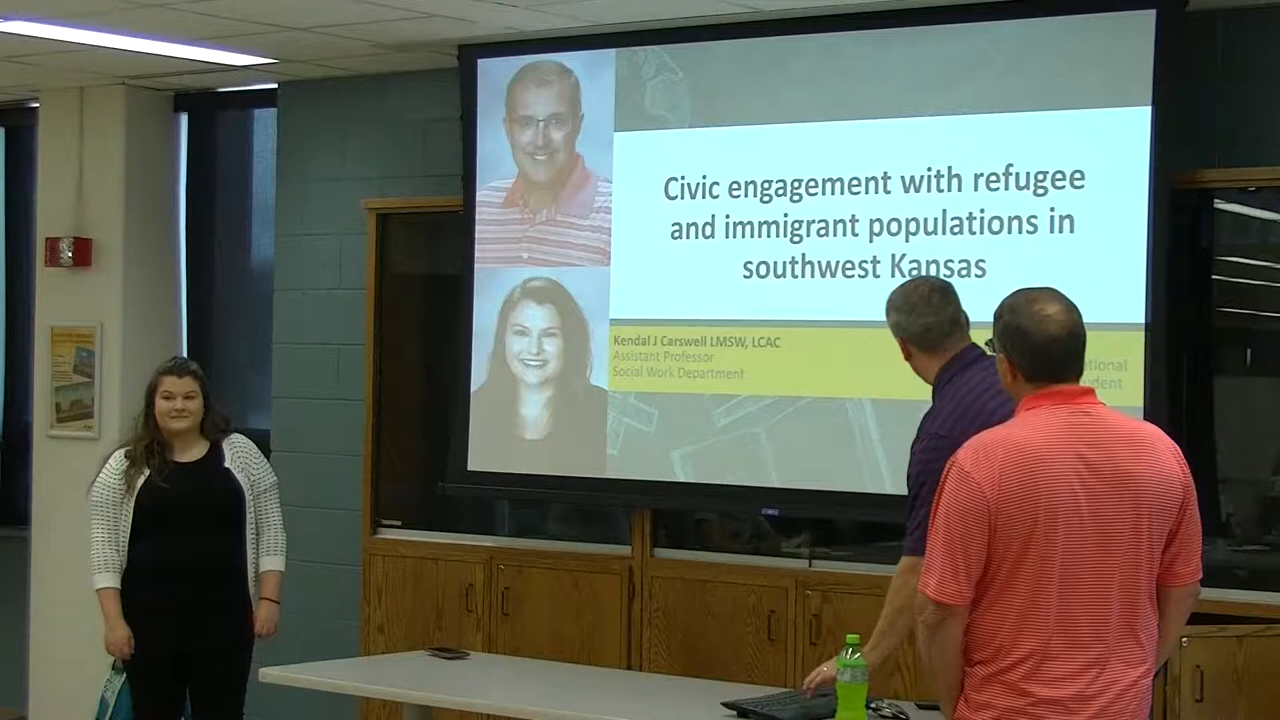 Civic engagement with refugee
and immigrant populations in
southwest Kansas
Kendal J Carswell LMSW, LCAC
Assistant Professor
Social Work Department